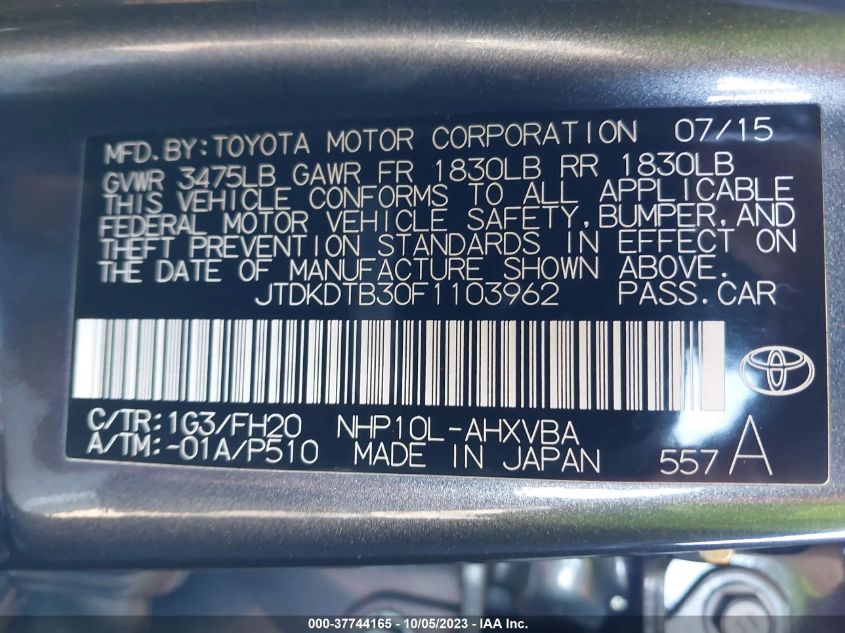 MFD. BY: TOYOTA MOTOR CORPORATION 07/15
GVWR 3475LB GAWR FR 1830LB RR 1830LB
THIS VEHICLE CONFORMS TO ALL APPLICABLE
FEDERAL MOTOR VEHICLE SAFETY, BUMPER, AND
THEFT PREVENTION STANDARDS IN EFFECT ON
THE DATE OF MANUFACTURE SHOWN ABOVE.
JTDKDTB30F1103962 PASS. CAR
C/TR: 1G3/FH20 NHP10L-AHXVBA
A/TM: -01A/P510 MADE IN JAPAN 557 A
000-37744165 - 10/05/2023 - IAA Inc.